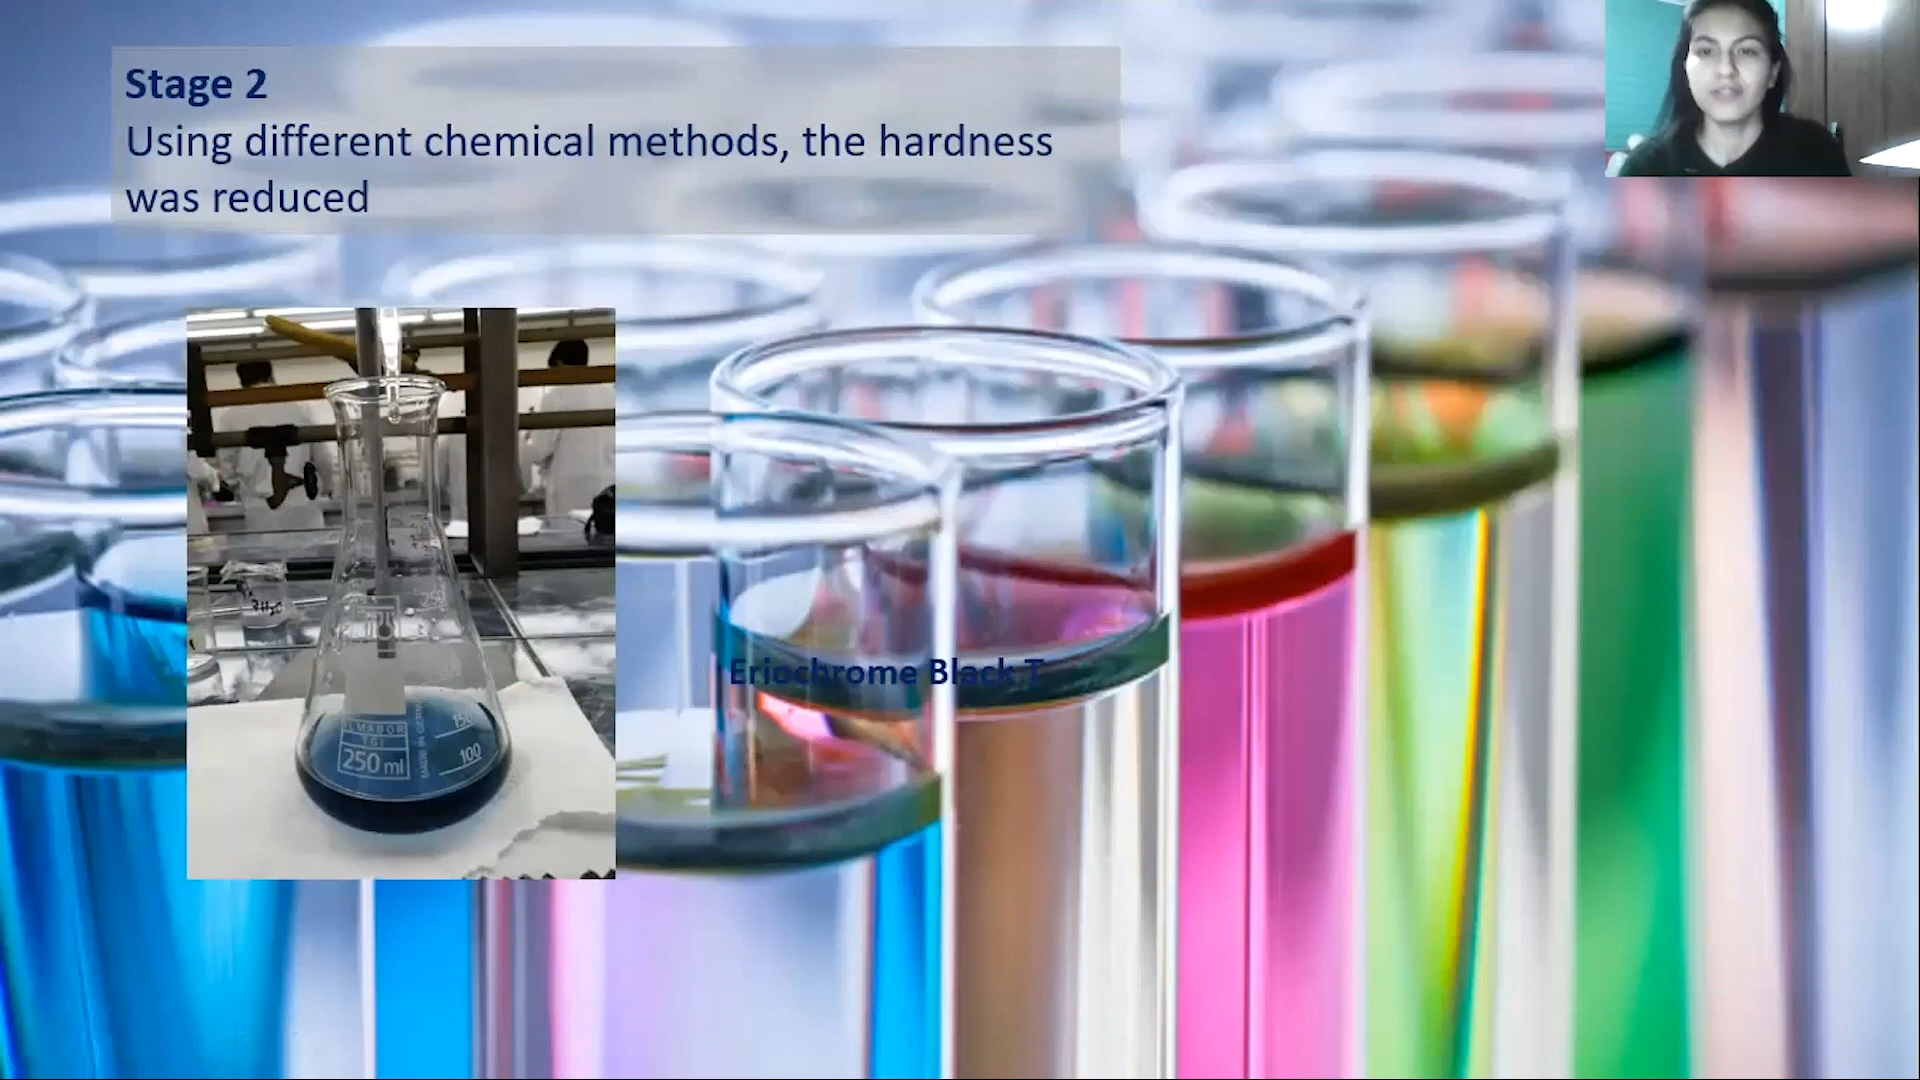 Stage 2
Using different chemical methods, the hardness
was reduced
Eriochrome Black T
250 ml
150
100